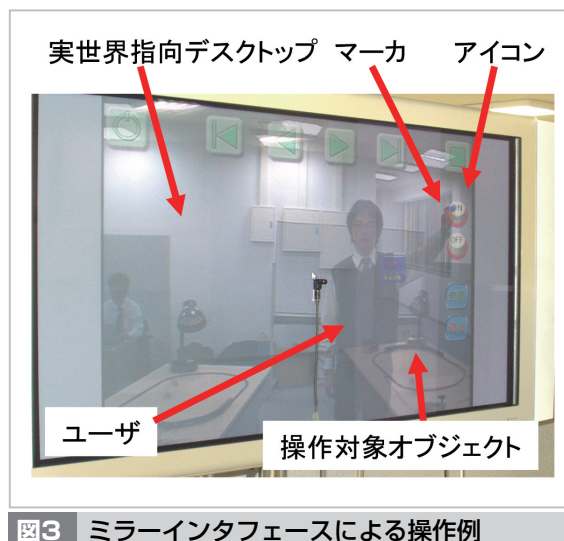 実世界指向デスクトップ マーカ アイコン
ON
OFF
ユーザ
操作対象オブジェクト
図3 ミラーインタフェースによる操作例